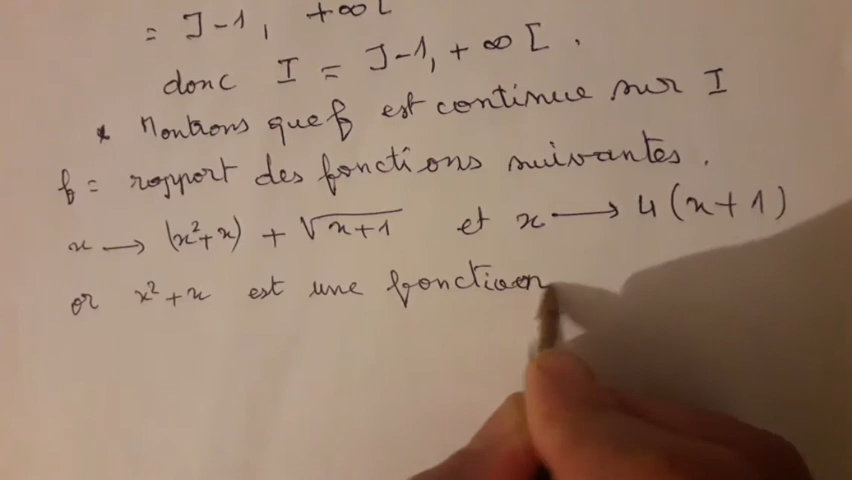 = ]-1, +∞[
donc I = ]-1, +∞[.
* Montrons que f est continue sur I
f = rapport des fonctions suivantes.
x → (x²+x) + √x+1 et x → 4(x+1)
or x²+x est une fonction